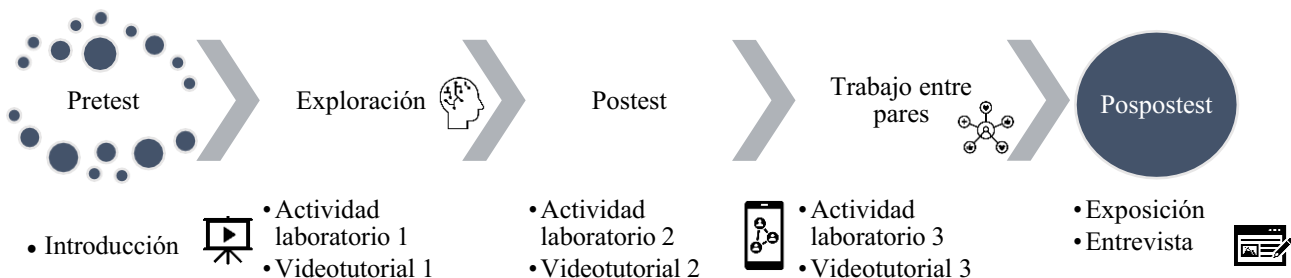 Pretest
Exploración
Postest
Trabajo entre
pares
Pospostest
• Introducción
• Actividad
laboratorio 1
• Videotutorial 1
• Actividad
laboratorio 2
• Videotutorial 2
• Actividad
laboratorio 3
• Videotutorial 3
• Exposición
• Entrevista